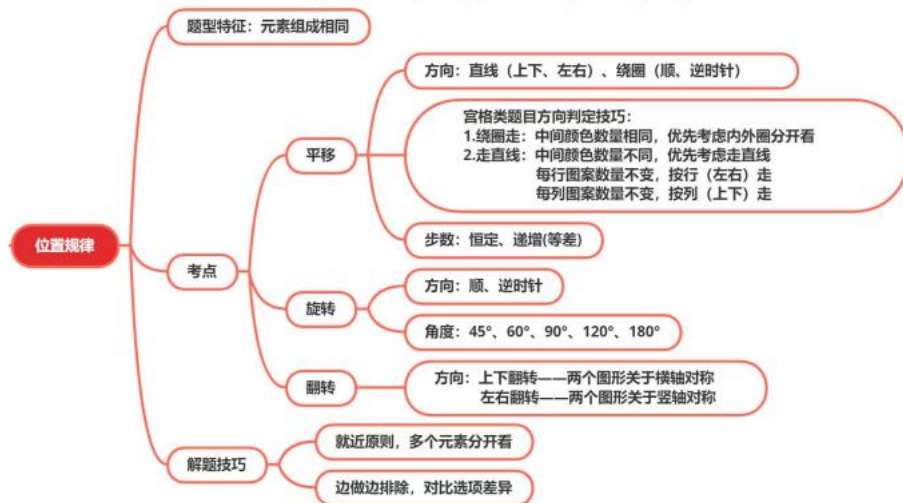 题型特征：元素组成相同
方向：直线（上下、左右）、绕圈（顺、逆时针）
宫格类题目方向判定技巧：
1.绕圈走：中间颜色数量相同，优先考虑内外圈分开看
2.走直线：中间颜色数量不同，优先考虑走直线
每行图案数量不变，按行（左右）走
每列图案数量不变，按列（上下）走
平移
步数：恒定、递增(等差)
位置规律
考点
方向：顺、逆时针
旋转
角度：45°、60°、90°、120°、180°
翻转
方向：上下翻转——两个图形关于横轴对称
左右翻转——两个图形关于竖轴对称
就近原则，多个元素分开看
解题技巧
边做边排除，对比选项差异